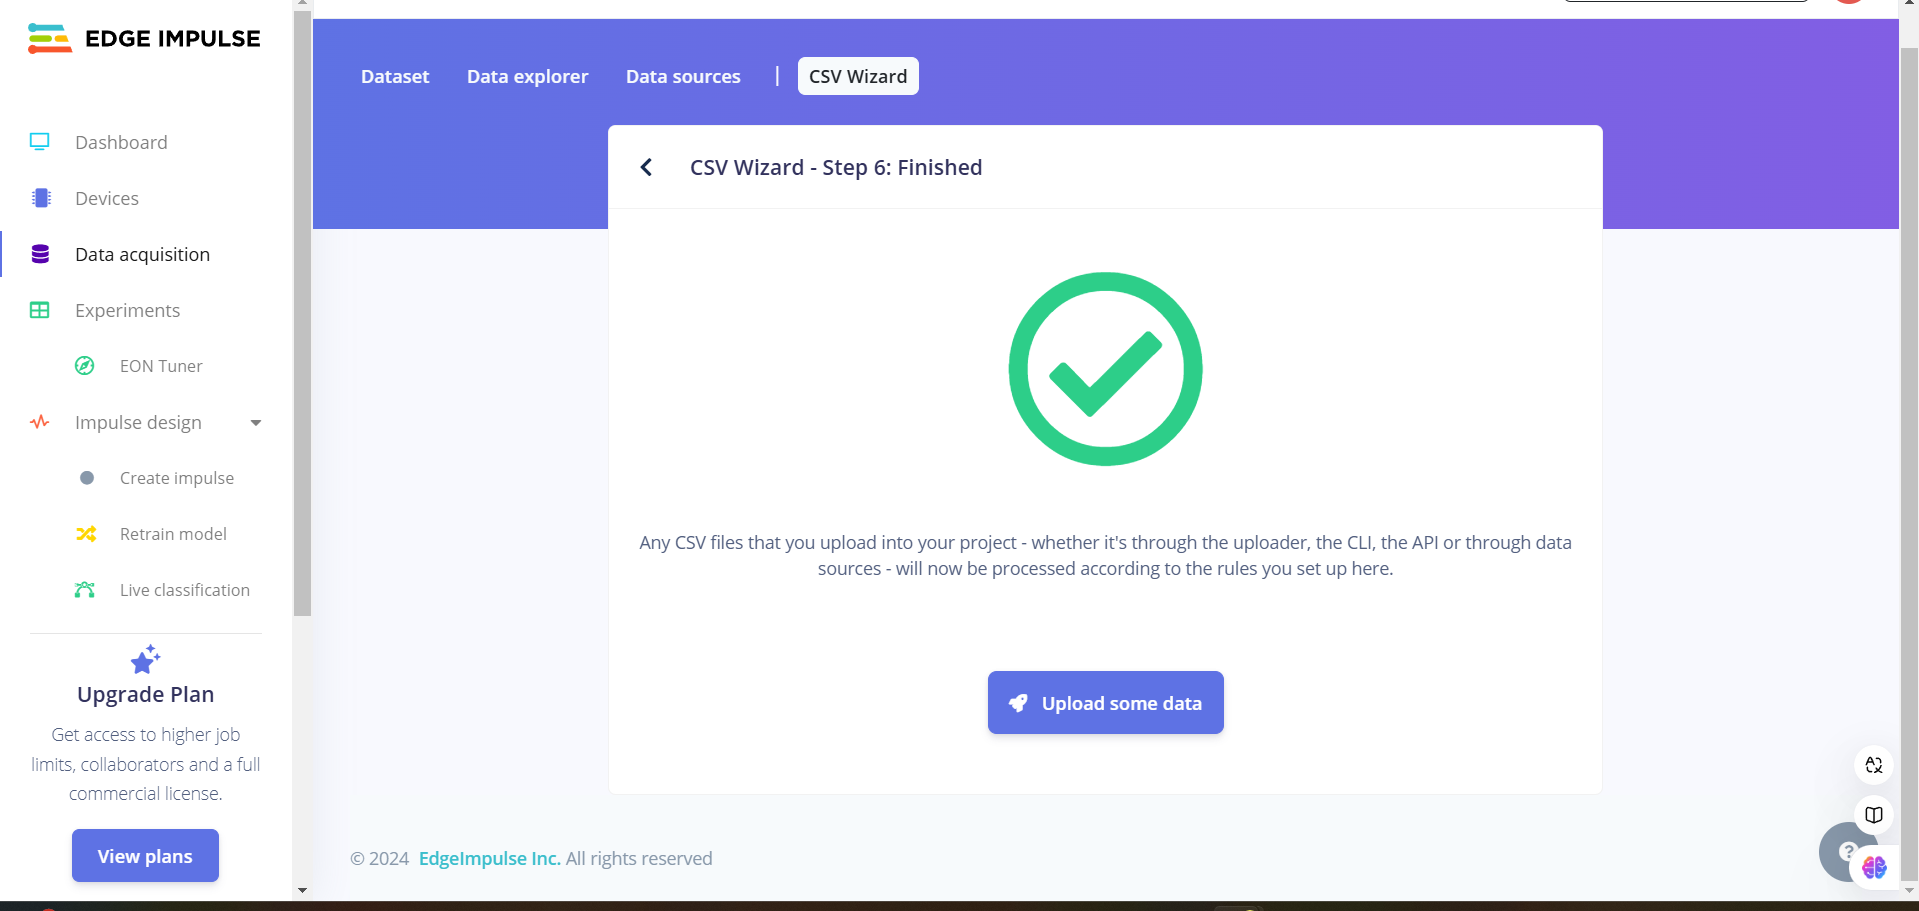 EDGE IMPULSE
Dashboard
Devices
Data acquisition
Experiments
EON Tuner
Impulse design
Create impulse
Retrain model
Live classification
Upgrade Plan
Get access to higher job
limits, collaborators and a full
commercial license.
View plans
Dataset Data explorer Data sources | CSV Wizard
CSV Wizard - Step 6: Finished
Any CSV files that you upload into your project - whether it's through the uploader, the CLI, the API or through data
sources - will now be processed according to the rules you set up here.
Upload some data
© 2024 EdgeImpulse Inc. All rights reserved
?